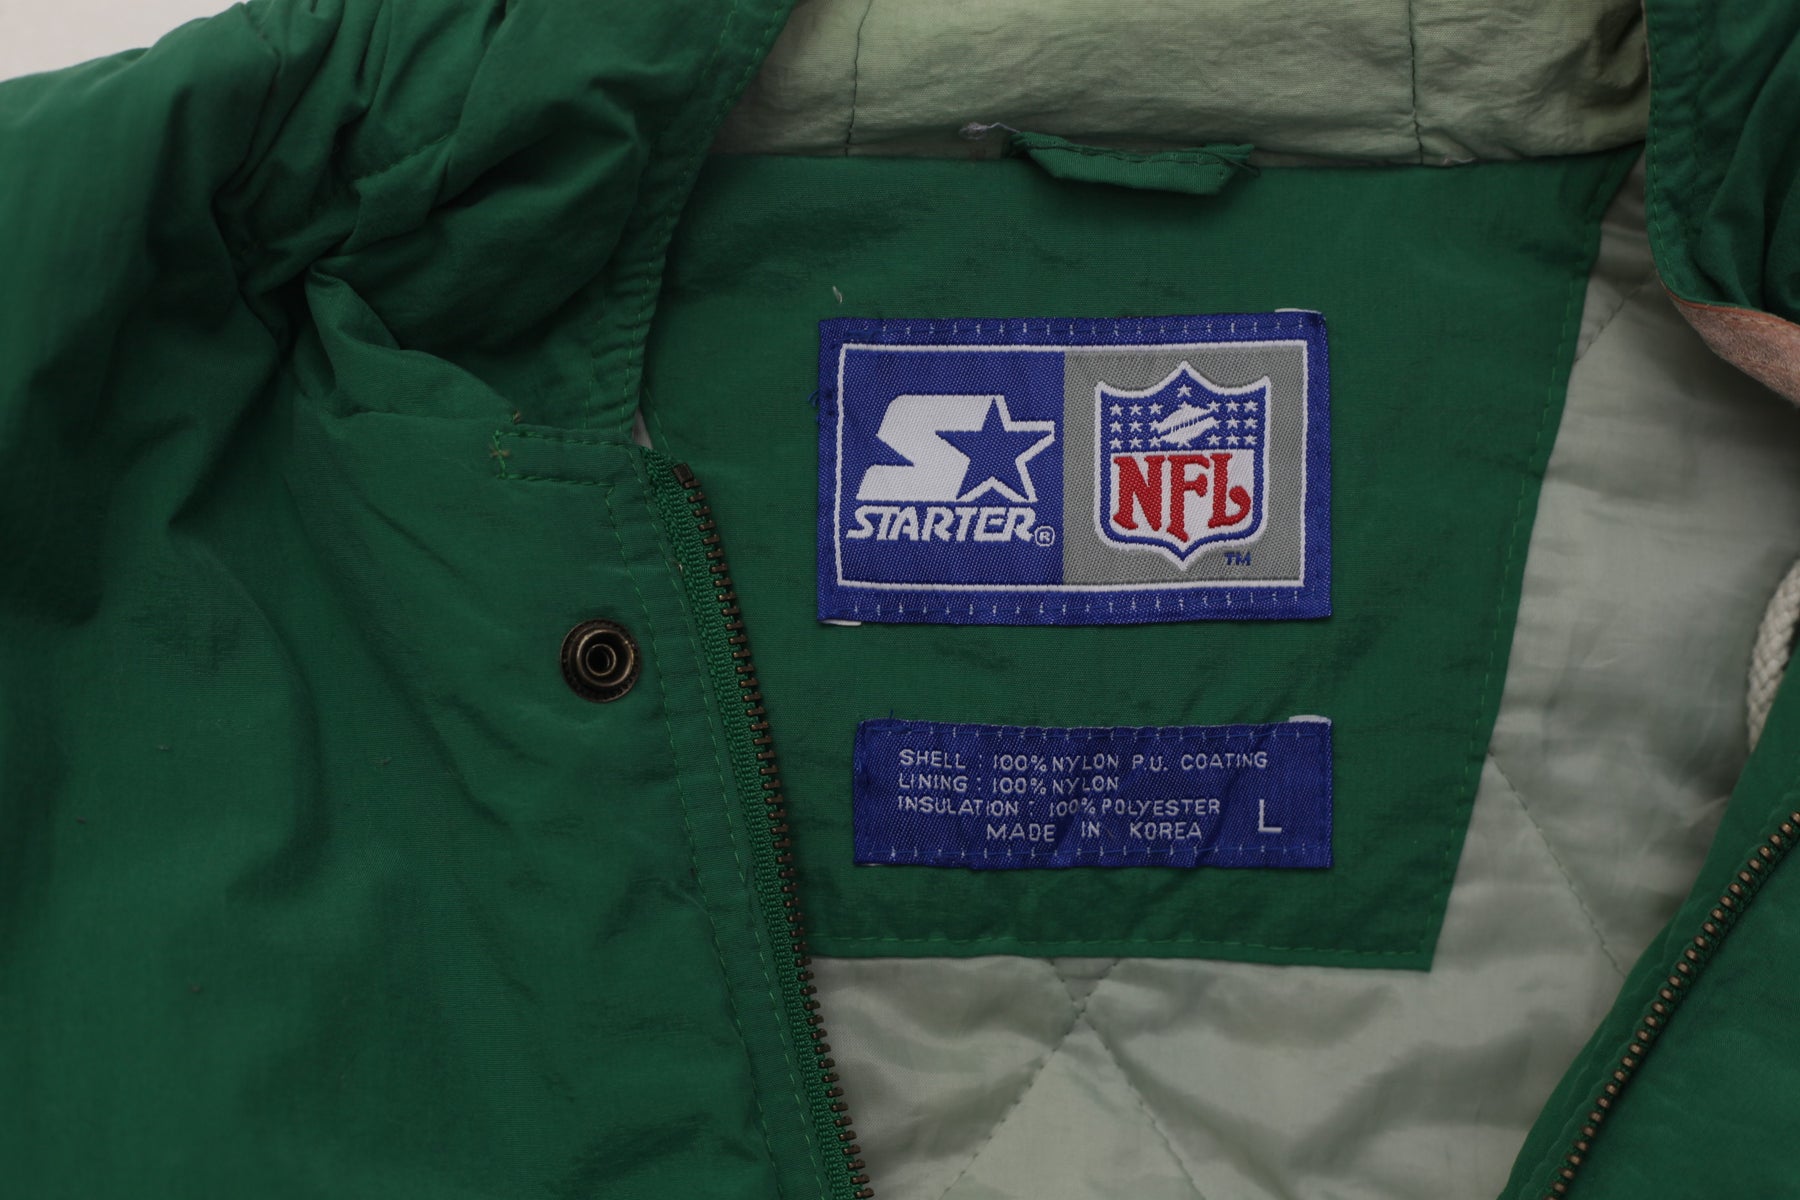 STARTER®
NFL
TM
SHELL : 100% NYLON P.U. COATING
LINING : 100% NYLON
INSULATION : 100% POLYESTER
MADE IN KOREA
L